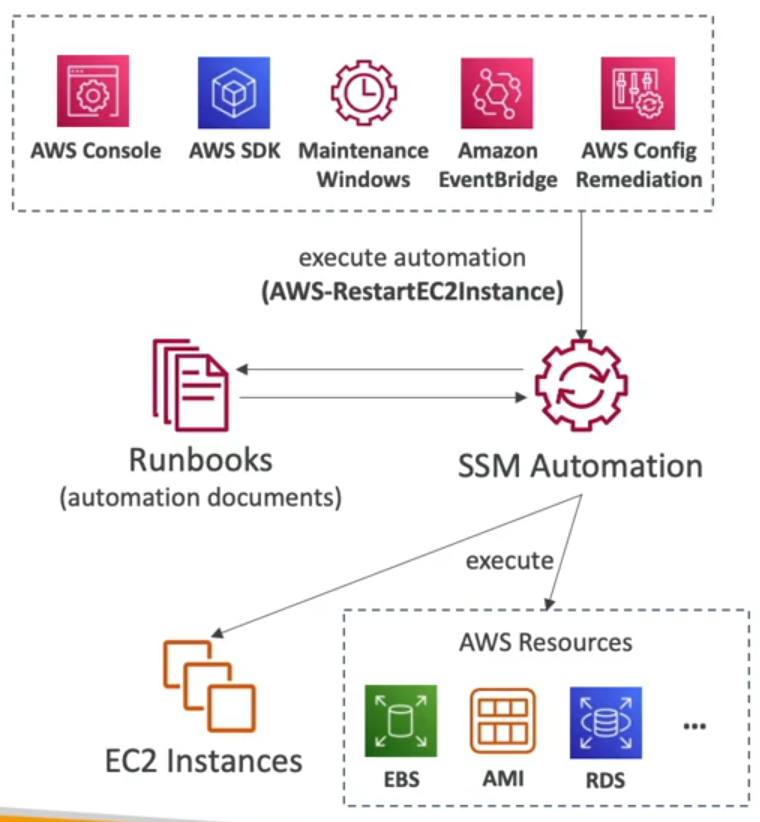 AWS Console
AWS SDK
Maintenance
Windows
Amazon
EventBridge
AWS Config
Remediation
execute automation
(AWS-RestartEC2Instance)
Runbooks
(automation documents)
SSM Automation
execute
EC2 Instances
AWS Resources
EBS
AMI
RDS
...